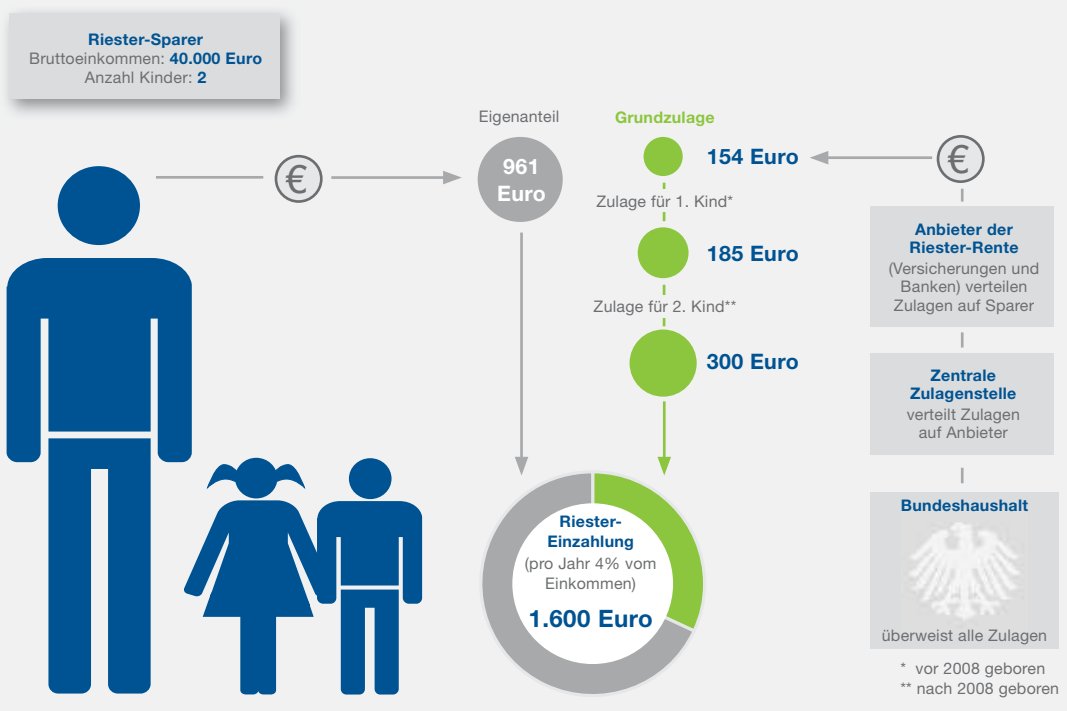 Riester-Sparer
Bruttoeinkommen: 40.000 Euro
Anzahl Kinder: 2
Eigenanteil
961
Euro
Grundzulage
154 Euro
Zulage für 1. Kind*
185 Euro
Zulage für 2. Kind**
300 Euro
€
€
Anbieter der
Riester-Rente
(Versicherungen und
Banken) verteilen
Zulagen auf Sparer
Zentrale
Zulagenstelle
verteilt Zulagen
auf Anbieter
Bundeshaushalt
überweist alle Zulagen
Riester-
Einzahlung
(pro Jahr 4% vom
Einkommen)
1.600 Euro
* vor 2008 geboren
** nach 2008 geboren